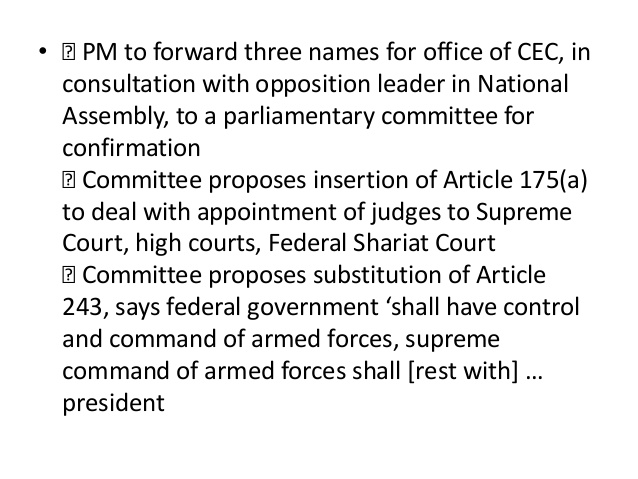 • ⍰ PM to forward three names for office of CEC, in
consultation with opposition leader in National
Assembly, to a parliamentary committee for
confirmation
⍰ Committee proposes insertion of Article 175(a)
to deal with appointment of judges to Supreme
Court, high courts, Federal Shariat Court
⍰ Committee proposes substitution of Article
243, says federal government ‘shall have control
and command of armed forces, supreme
command of armed forces shall [rest with] …
president